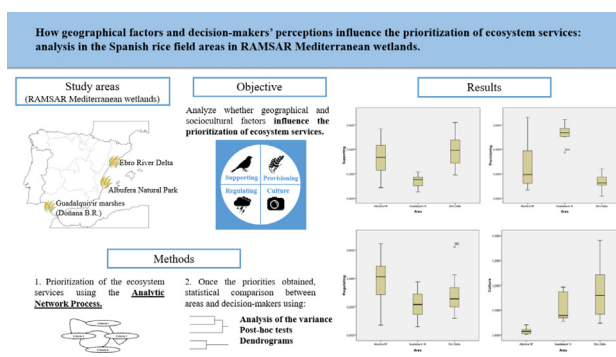 How geographical factors and decision-makers' perceptions influence the prioritization of ecosystem services:
analysis in the Spanish rice field areas in RAMSAR Mediterranean wetlands.
Study areas
(RAMSAR Mediterranean wetlands)
Ebro River Delta
Albufera Natural Park
Guadalquivir marshes
(Doñana B.R.)
Objective
Analyze whether geographical and
sociocultural factors influence the
prioritization of ecosystem services.
Supporting
Provisioning
Regulating
Culture
Methods
1. Prioritization of the ecosystem
services using the Analytic
Network Process.
2. Once the priorities obtained,
statistical comparison between
areas and decision-makers using:
Analysis of the variance
Post-hoc tests
Dendrograms
Results
Supporting
Area
Provisioning
Area
Regulating
Area
Culture
Area